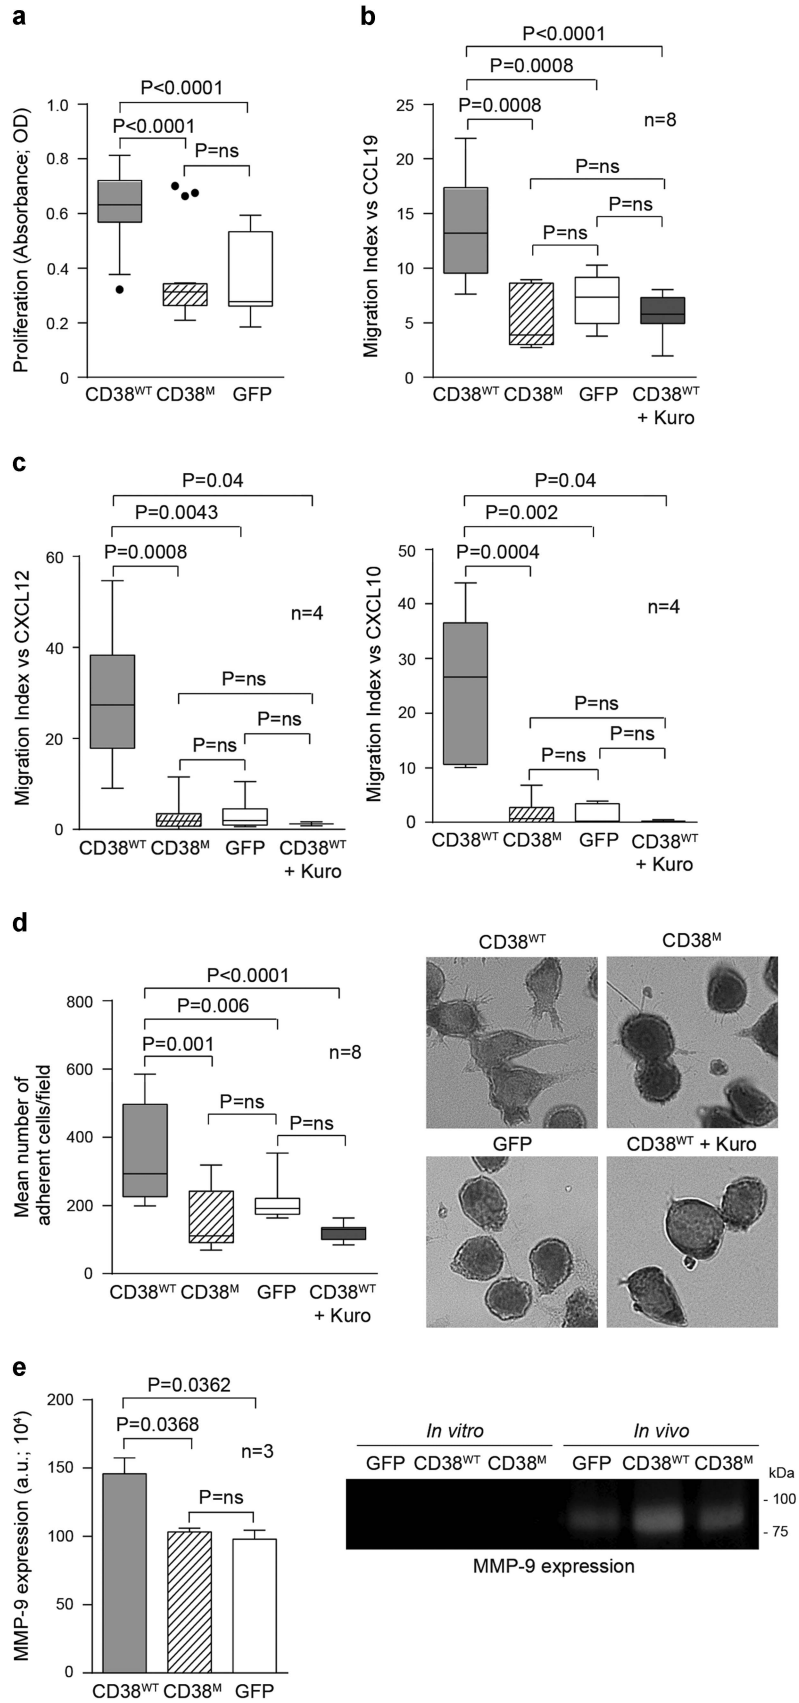 a
P<0.0001
P<0.0001
P=ns
Proliferation (Absorbance; OD)
1.0
0.8
0.6
0.4
0.2
0
CD38WT CD38M GFP
b
P<0.0001
P=0.0008
P=0.0008
n=8
P=ns
P=ns
P=ns
Migration Index vs CCL19
25
20
15
10
5
0
CD38WT CD38M GFP CD38WT
+ Kuro
c
P=0.04
P=0.0043
P=0.0008
n=4
P=ns
P=ns
P=ns
Migration Index vs CXCL12
60
40
20
0
CD38WT CD38M GFP CD38WT
+ Kuro
P=0.04
P=0.002
P=0.0004
n=4
P=ns
P=ns
P=ns
Migration Index vs CXCL10
50
40
30
20
10
0
CD38WT CD38M GFP CD38WT
+ Kuro
d
P<0.0001
P=0.006
P=0.001
n=8
P=ns
P=ns
Mean number of
adherent cells/field
800
600
400
200
0
CD38WT CD38M GFP CD38WT
+ Kuro
CD38WT CD38M
GFP CD38WT + Kuro
e
P=0.0362
P=0.0368
n=3
P=ns
MMP-9 expression (a.u.; 10⁴)
200
150
100
50
0
CD38WT CD38M GFP
In vitro In vivo
GFP CD38WT CD38M GFP CD38WT CD38M
kDa
- 100
- 75
MMP-9 expression